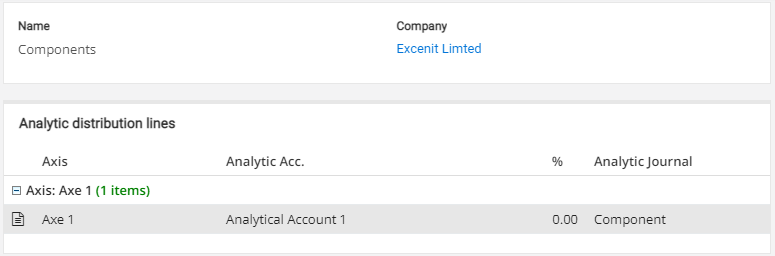 Name Company
Components Excenit Limted
Analytic distribution lines
Axis Analytic Acc. % Analytic Journal
Axis: Axe 1 (1 items)
Axe 1 Analytical Account 1 0.00 Component